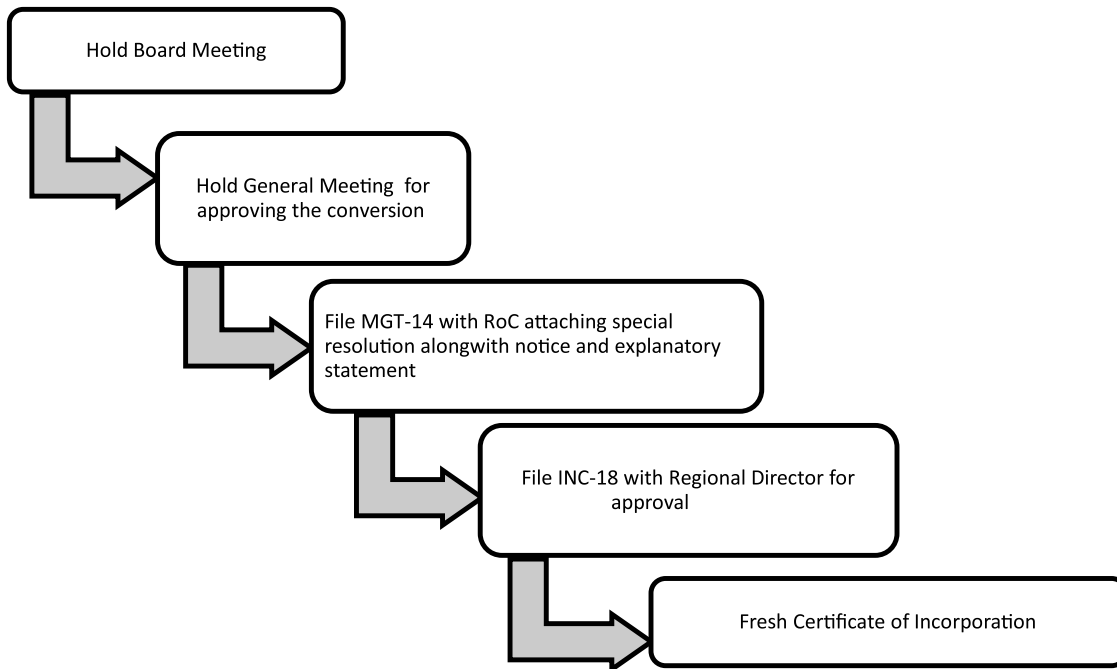 Hold Board Meeting
Hold General Meeting for
approving the conversion
File MGT-14 with RoC attaching special
resolution alongwith notice and explanatory
statement
File INC-18 with Regional Director for
approval
Fresh Certificate of Incorporation